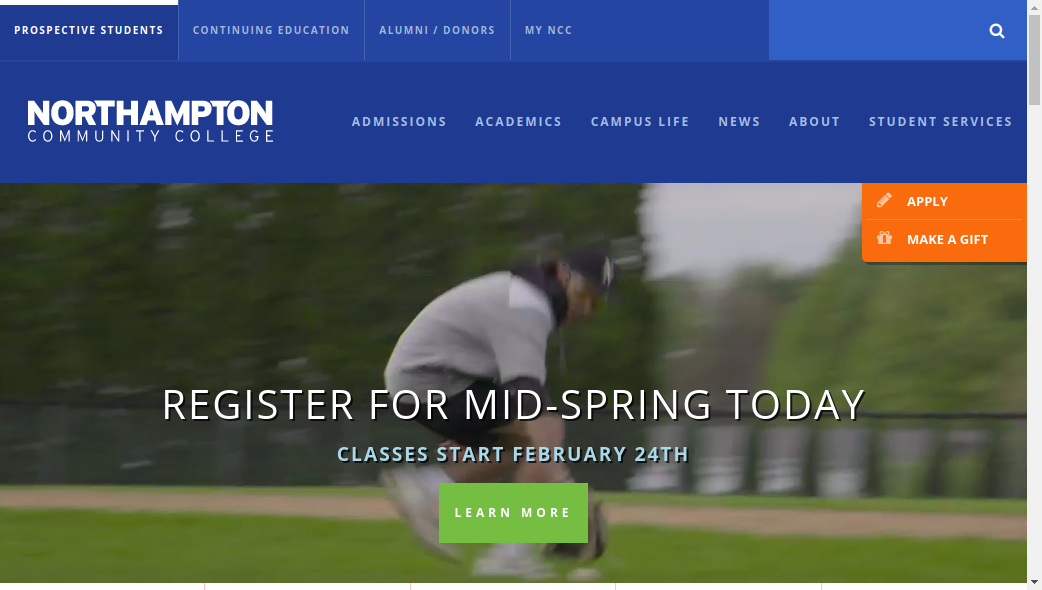 PROSPECTIVE STUDENTS
CONTINUING EDUCATION
ALUMNI / DONORS
MY NCC
NORTHAMPTON
COMMUNITY COLLEGE
ADMISSIONS
ACADEMICS
CAMPUS LIFE
NEWS
ABOUT
STUDENT SERVICES
APPLY
MAKE A GIFT
REGISTER FOR MID-SPRING TODAY
CLASSES START FEBRUARY 24TH
LEARN MORE